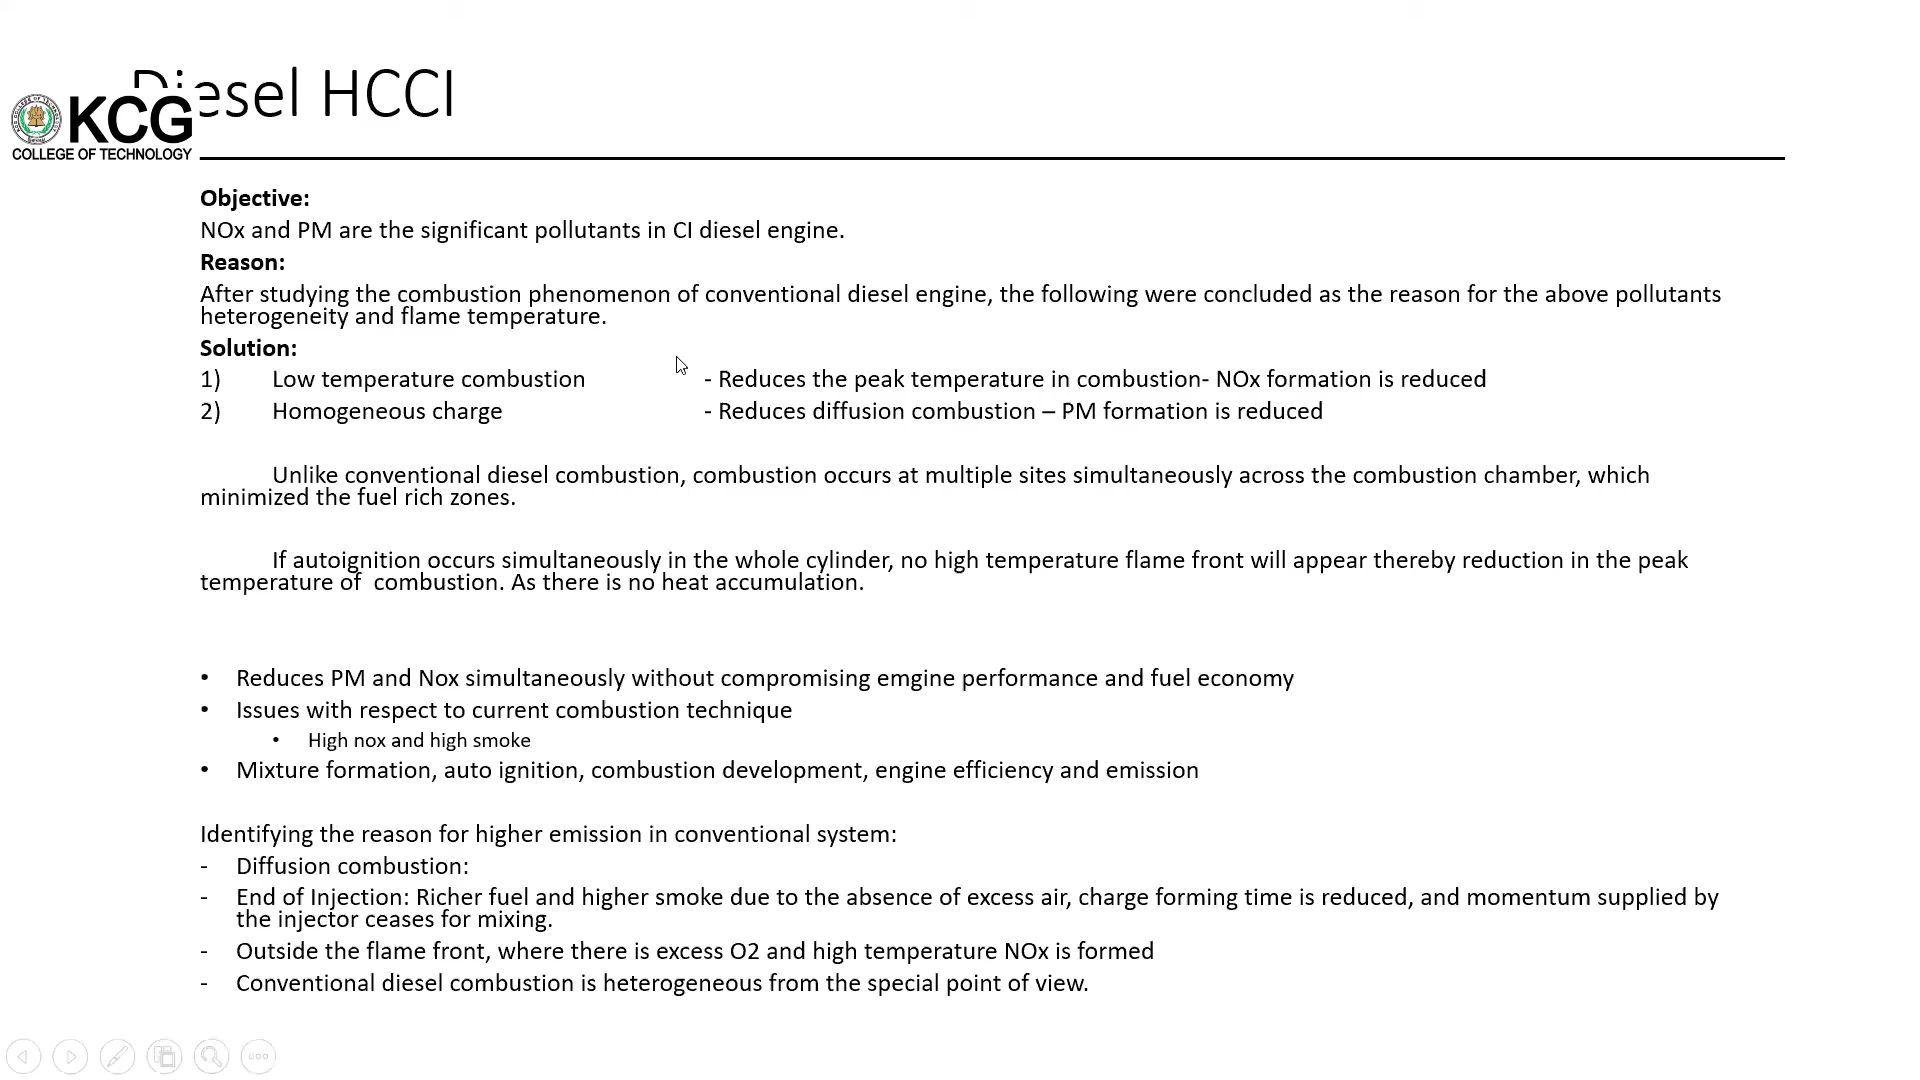 Diesel HCCI
KCG
COLLEGE OF TECHNOLOGY
Objective:
NOx and PM are the significant pollutants in CI diesel engine.
Reason:
After studying the combustion phenomenon of conventional diesel engine, the following were concluded as the reason for the above pollutants
heterogeneity and flame temperature.
Solution:
1) Low temperature combustion - Reduces the peak temperature in combustion- NOx formation is reduced
2) Homogeneous charge - Reduces diffusion combustion – PM formation is reduced
Unlike conventional diesel combustion, combustion occurs at multiple sites simultaneously across the combustion chamber, which
minimized the fuel rich zones.
If autoignition occurs simultaneously in the whole cylinder, no high temperature flame front will appear thereby reduction in the peak
temperature of  combustion. As there is no heat accumulation.
• Reduces PM and Nox simultaneously without compromising emgine performance and fuel economy
• Issues with respect to current combustion technique
• High nox and high smoke
• Mixture formation, auto ignition, combustion development, engine efficiency and emission
Identifying the reason for higher emission in conventional system:
- Diffusion combustion:
- End of Injection: Richer fuel and higher smoke due to the absence of excess air, charge forming time is reduced, and momentum supplied by
the injector ceases for mixing.
- Outside the flame front, where there is excess O2 and high temperature NOx is formed
- Conventional diesel combustion is heterogeneous from the special point of view.